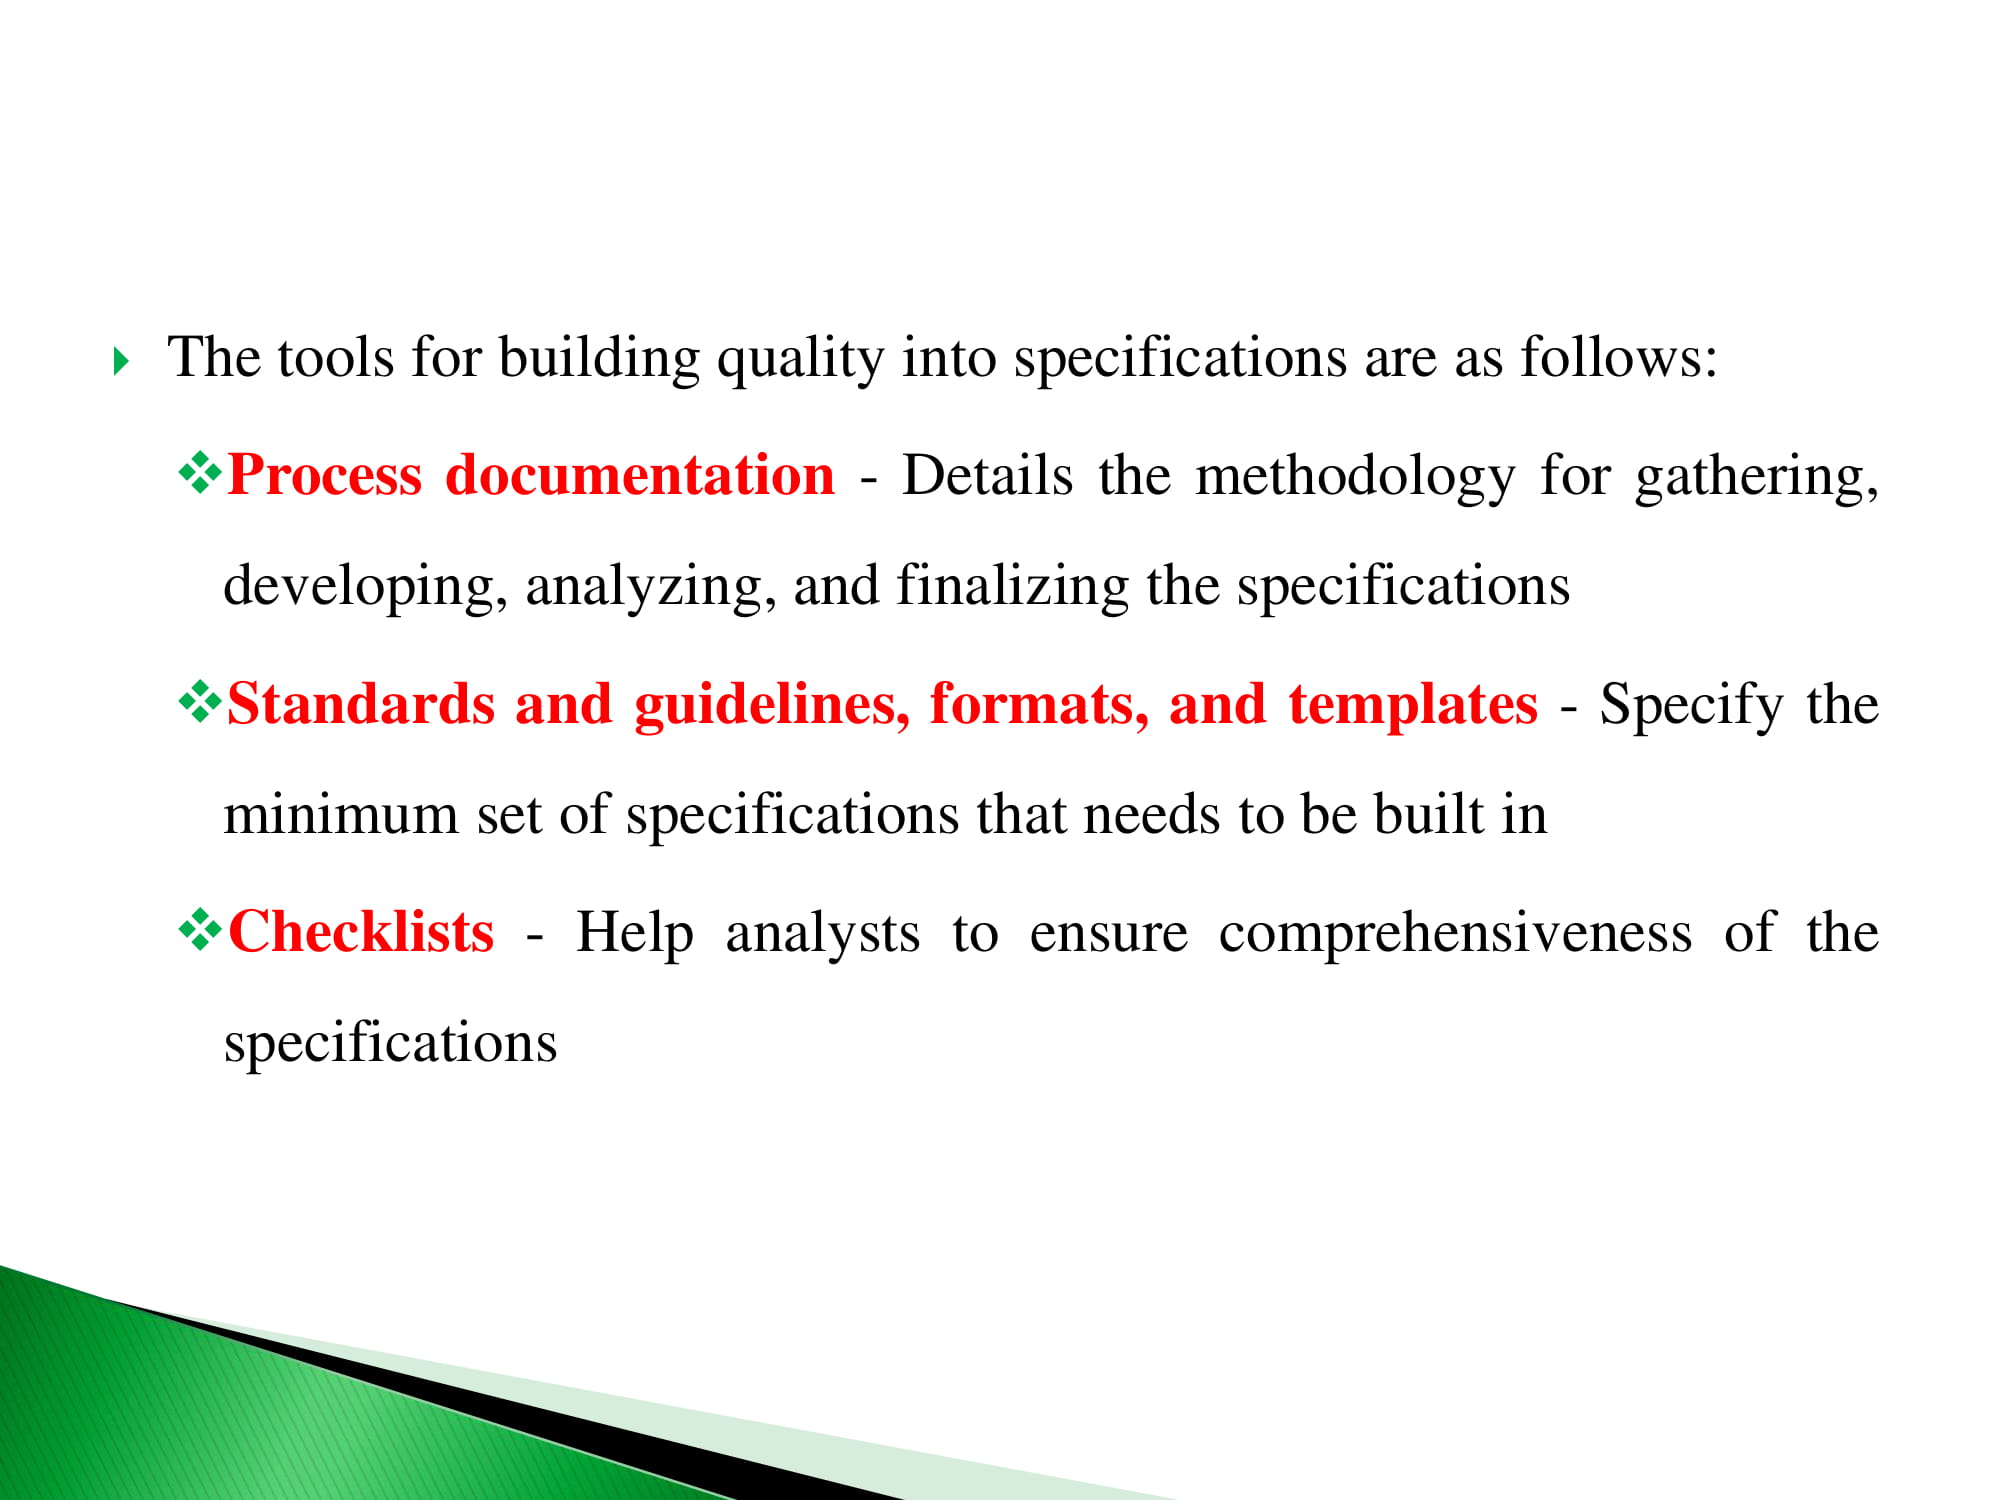 The tools for building quality into specifications are as follows:
Process documentation - Details the methodology for gathering,
developing, analyzing, and finalizing the specifications
Standards and guidelines, formats, and templates - Specify the
minimum set of specifications that needs to be built in
Checklists - Help analysts to ensure comprehensiveness of the
specifications